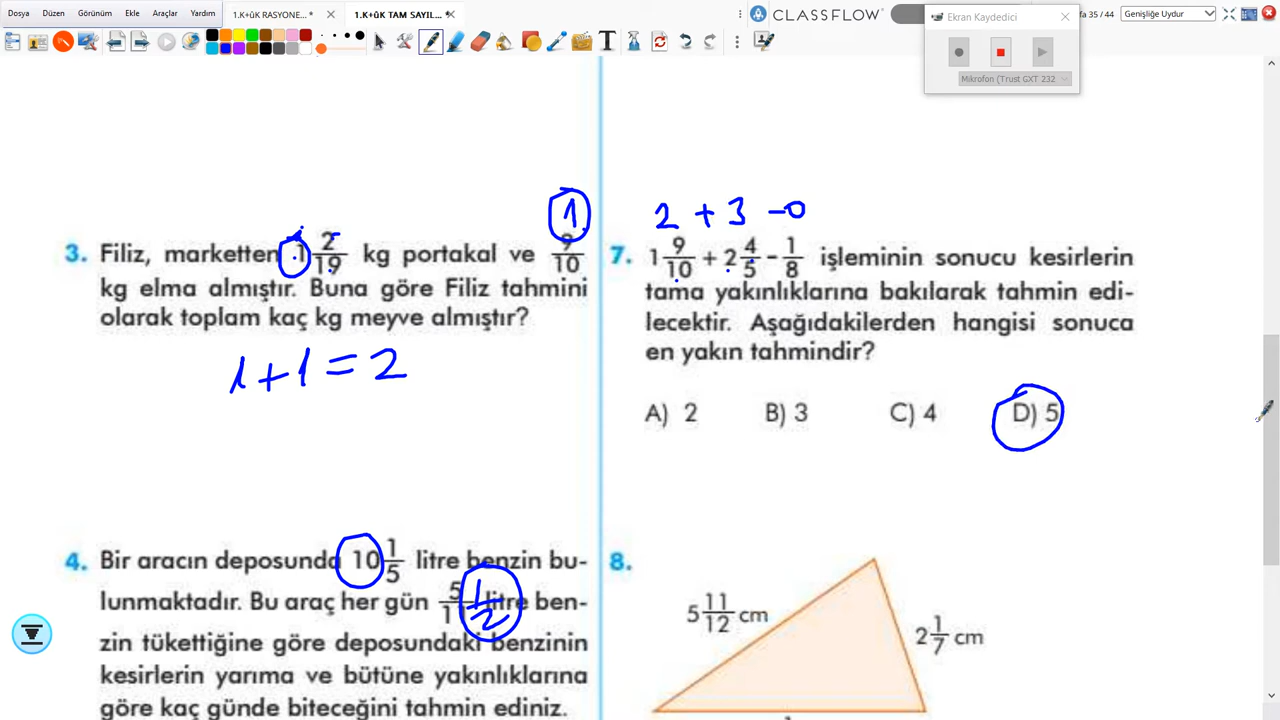 Dosya Düzen Görünüm Ekle Araçlar Yardım
1.K+ûK RASYONE... *
1.K+ûK TAM SAYIL...
CLASSFLOW
Ekran Kaydedici
fa 35 / 44
Genişliğe Uydur
Mikrofon (Trust GXT 232
1
3. Filiz, marketten 1 2/19 kg portakal ve 9/10
kg elma almıştır. Buna göre Filiz tahmini
olarak toplam kaç kg meyve almıştır?
1+1=2
4. Bir aracın deposunda 10 1/5 litre benzin bu-
lunmaktadır. Bu araç her gün 5/1 1/2 litre ben-
zin tükettiğine göre deposundaki benzinin
kesirlerin yarıma ve bütüne yakınlıklarına
göre kaç günde biteceğini tahmin ediniz.
2 + 3 - 0
7. 1 9/10 + 2 4/5 - 1/8 işleminin sonucu kesirlerin
tama yakınlıklarına bakılarak tahmin edi-
lecektir. Aşağıdakilerden hangisi sonuca
en yakın tahmindir?
A) 2 B) 3 C) 4 D) 5
8.
5 11/12 cm
2 1/7 cm